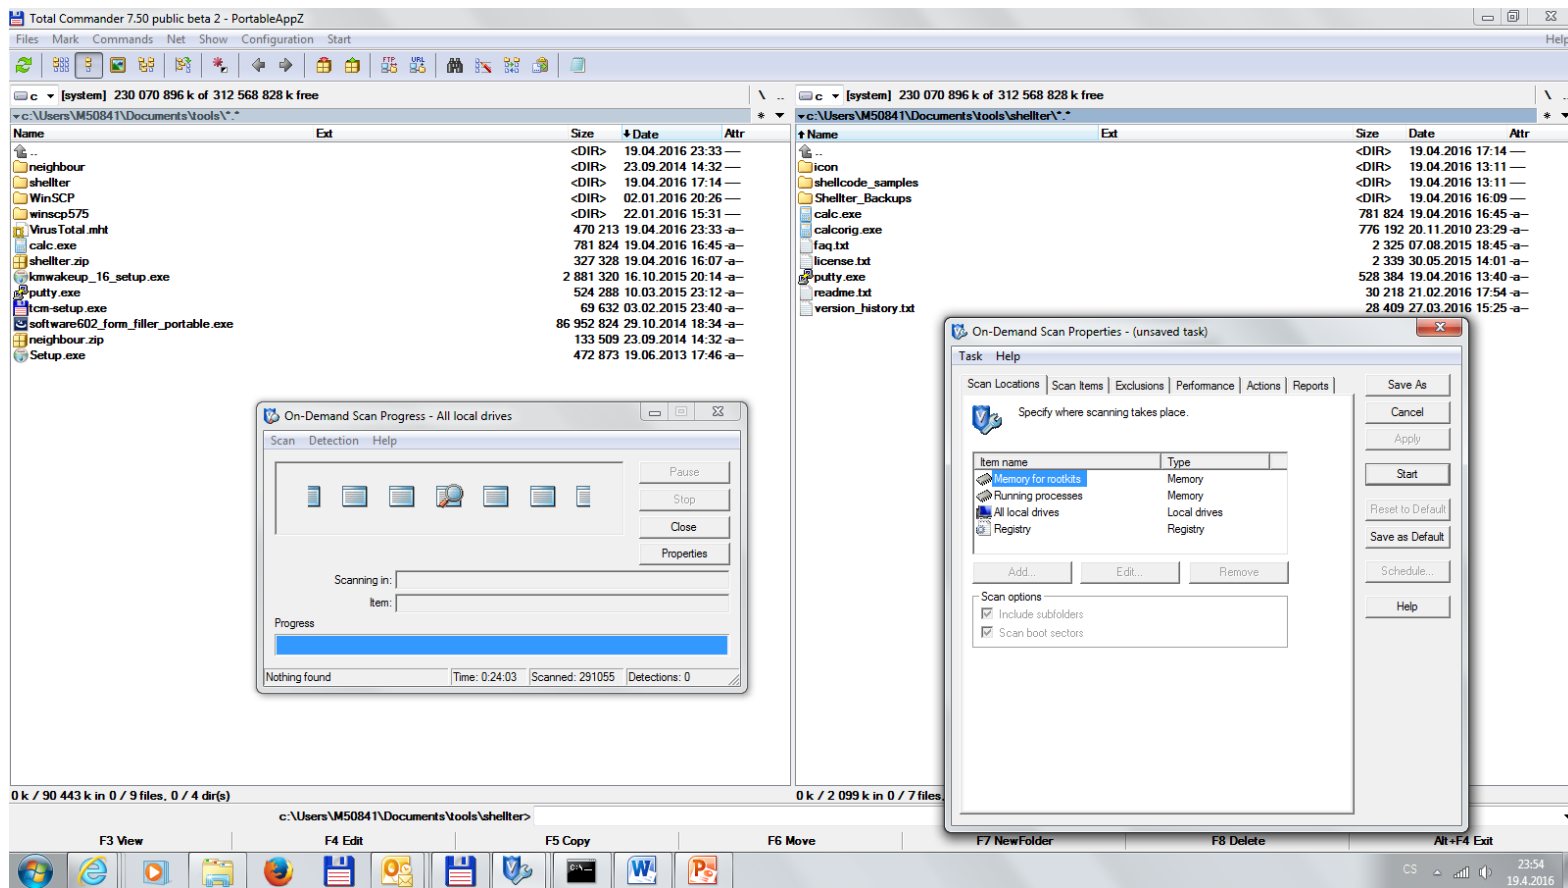 Total Commander 7.50 public beta 2 - PortableAppZ
Files Mark Commands Net Show Configuration Start Help
FTP URL
c [system] 230 070 896 k of 312 568 828 k free \ ..
c:\Users\M50841\Documents\tools\*.* *
Name Ext Size Date Attr
.. <DIR> 19.04.2016 23:33 ----
neighbour <DIR> 23.09.2014 14:32 ----
shellter <DIR> 19.04.2016 17:14 ----
WinSCP <DIR> 02.01.2016 20:26 ----
winscp575 <DIR> 22.01.2016 15:31 ----
VirusTotal.mht 470 213 19.04.2016 23:33 -a--
calc.exe 781 824 19.04.2016 16:45 -a--
shellter.zip 327 328 19.04.2016 16:07 -a--
kmwakeup_16_setup.exe 2 881 320 16.10.2015 20:14 -a--
putty.exe 524 288 10.03.2015 23:12 -a--
tcm-setup.exe 69 632 03.02.2015 23:40 -a--
software602_form_filler_portable.exe 86 952 824 29.10.2014 18:34 -a--
neighbour.zip 133 509 23.09.2014 14:32 -a--
Setup.exe 472 873 19.06.2013 17:46 -a--
0 k / 90 443 k in 0 / 9 files, 0 / 4 dir(s)
c [system] 230 070 896 k of 312 568 828 k free \ ..
c:\Users\M50841\Documents\tools\shellter\*.* *
Name Ext Size Date Attr
.. <DIR> 19.04.2016 17:14 ----
icon <DIR> 19.04.2016 13:11 ----
shellcode_samples <DIR> 19.04.2016 13:11 ----
Shellter_Backups <DIR> 19.04.2016 16:09 ----
calc.exe 781 824 19.04.2016 16:45 -a--
calcorig.exe 776 192 20.11.2010 23:29 -a--
faq.txt 2 325 07.08.2015 18:45 -a--
license.txt 2 339 30.05.2015 14:01 -a--
putty.exe 528 384 19.04.2016 13:40 -a--
readme.txt 30 218 21.02.2016 17:54 -a--
version_history.txt 28 409 27.03.2016 15:25 -a--
0 k / 2 099 k in 0 / 7 files,
On-Demand Scan Progress - All local drives
Scan Detection Help
Pause
Stop
Close
Properties
Scanning in:
Item:
Progress
Nothing found Time: 0:24:03 Scanned: 291055 Detections: 0
On-Demand Scan Properties - (unsaved task)
Task Help
Scan Locations Scan Items Exclusions Performance Actions Reports
Specify where scanning takes place.
Item name Type
Memory for rootkits Memory
Running processes Memory
All local drives Local drives
Registry Registry
Add... Edit... Remove
Scan options
Include subfolders
Scan boot sectors
Save As
Cancel
Apply
Start
Reset to Default
Save as Default
Schedule...
Help
c:\Users\M50841\Documents\tools\shellter>
F3 View F4 Edit F5 Copy F6 Move F7 NewFolder F8 Delete Alt+F4 Exit
C:\
CS 23:54
19.4.2016